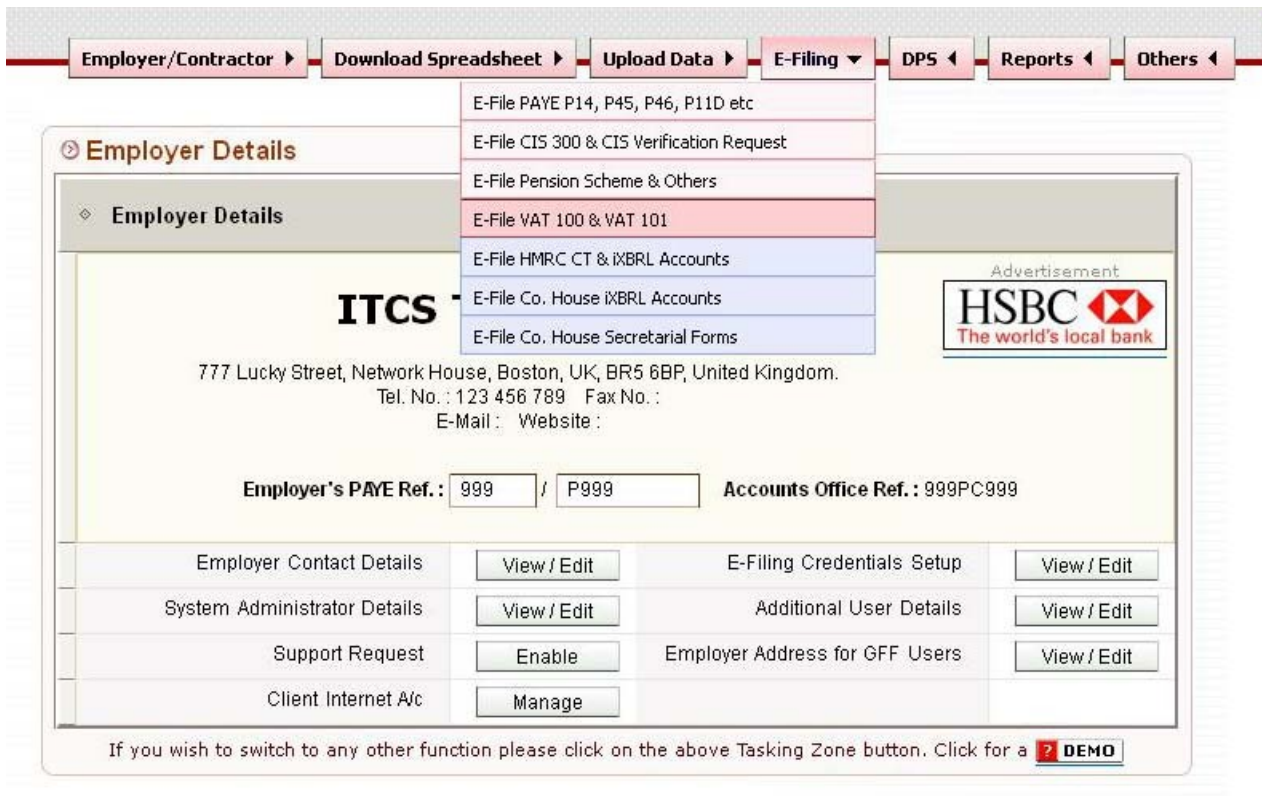 Employer/Contractor Download Spreadsheet Upload Data E-Filing DPS Reports Others
E-File PAYE P14, P45, P46, P11D etc
E-File CIS 300 & CIS Verification Request
E-File Pension Scheme & Others
E-File VAT 100 & VAT 101
E-File HMRC CT & iXBRL Accounts
E-File Co. House iXBRL Accounts
E-File Co. House Secretarial Forms
Employer Details
Employer Details
Advertisement
HSBC
The world's local bank
ITCS
777 Lucky Street, Network House, Boston, UK, BR5 6BP, United Kingdom.
Tel. No. : 123 456 789 Fax No. :
E-Mail : Website :
Employer's PAYE Ref. : 999 / P999 Accounts Office Ref. : 999PC999
Employer Contact Details View / Edit E-Filing Credentials Setup View / Edit
System Administrator Details View / Edit Additional User Details View / Edit
Support Request Enable Employer Address for GFF Users View / Edit
Client Internet A/c Manage
If you wish to switch to any other function please click on the above Tasking Zone button. Click for a ? DEMO